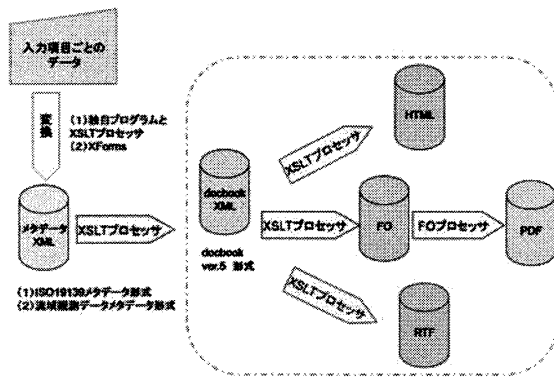 入力項目ごとの
データ
変換
(1)独自プログラムと
XSLTプロセッサ
(2)XForms
メタデータ
XML
XSLTプロセッサ
(1)ISO19139メタデータ形式
(2)流域観測データメタデータ形式
docbook
XML
docbook
ver.5 形式
XSLTプロセッサ
HTML
XSLTプロセッサ
FO
FOプロセッサ
PDF
XSLTプロセッサ
RTF